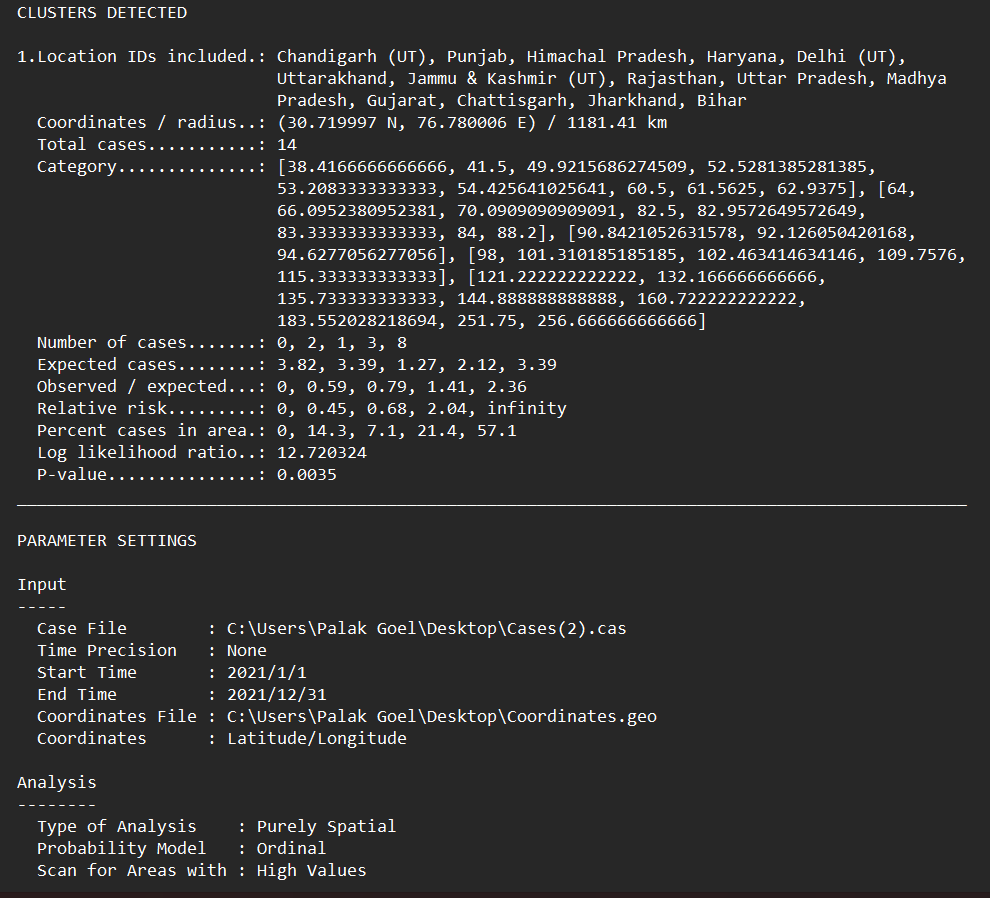 CLUSTERS DETECTED
1.Location IDs included.: Chandigarh (UT), Punjab, Himachal Pradesh, Haryana, Delhi (UT),
Uttarakhand, Jammu & Kashmir (UT), Rajasthan, Uttar Pradesh, Madhya
Pradesh, Gujarat, Chattisgarh, Jharkhand, Bihar
Coordinates / radius..: (30.719997 N, 76.780006 E) / 1181.41 km
Total cases...........: 14
Category..............: [38.4166666666666, 41.5, 49.9215686274509, 52.5281385281385,
53.2083333333333, 54.425641025641, 60.5, 61.5625, 62.9375], [64,
66.0952380952381, 70.0909090909091, 82.5, 82.9572649572649,
83.3333333333333, 84, 88.2], [90.8421052631578, 92.126050420168,
94.6277056277056], [98, 101.310185185185, 102.463414634146, 109.7576,
115.333333333333], [121.222222222222, 132.166666666666,
135.733333333333, 144.888888888888, 160.722222222222,
183.552028218694, 251.75, 256.666666666666]
Number of cases.......: 0, 2, 1, 3, 8
Expected cases........: 3.82, 3.39, 1.27, 2.12, 3.39
Observed / expected...: 0, 0.59, 0.79, 1.41, 2.36
Relative risk.........: 0, 0.45, 0.68, 2.04, infinity
Percent cases in area.: 0, 14.3, 7.1, 21.4, 57.1
Log likelihood ratio..: 12.720324
P-value...............: 0.0035
PARAMETER SETTINGS
Input
-----
Case File        : C:\Users\Palak Goel\Desktop\Cases(2).cas
Time Precision   : None
Start Time       : 2021/1/1
End Time         : 2021/12/31
Coordinates File : C:\Users\Palak Goel\Desktop\Coordinates.geo
Coordinates      : Latitude/Longitude
Analysis
--------
Type of Analysis    : Purely Spatial
Probability Model   : Ordinal
Scan for Areas with : High Values